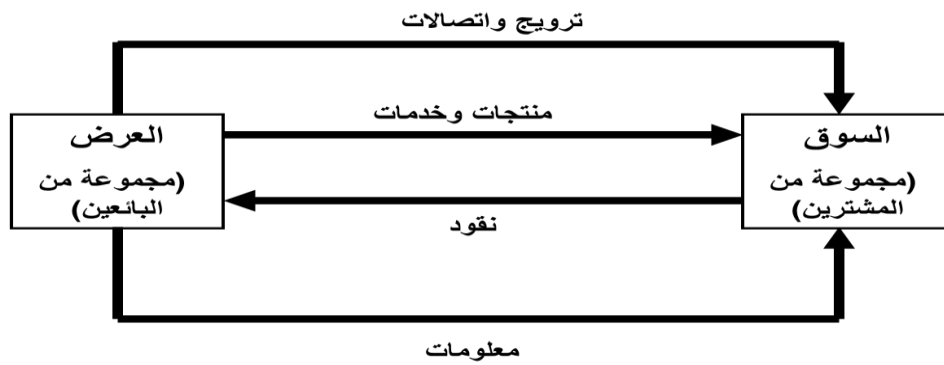 ترويج واتصالات
منتجات وخدمات
السوق
(مجموعة من
المشترين)
العرض
(مجموعة من
البائعين)
نقود
معلومات